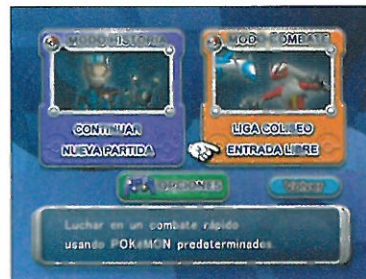 MODO HISTORIA
CONTINUAR
NUEVA PARTIDA
MODO COMBATE
LIGA COLISEO
ENTRADA LIBRE
OPCIONES
Volver
Luchar en un combate rápido
usando POKéMON predeterminados.